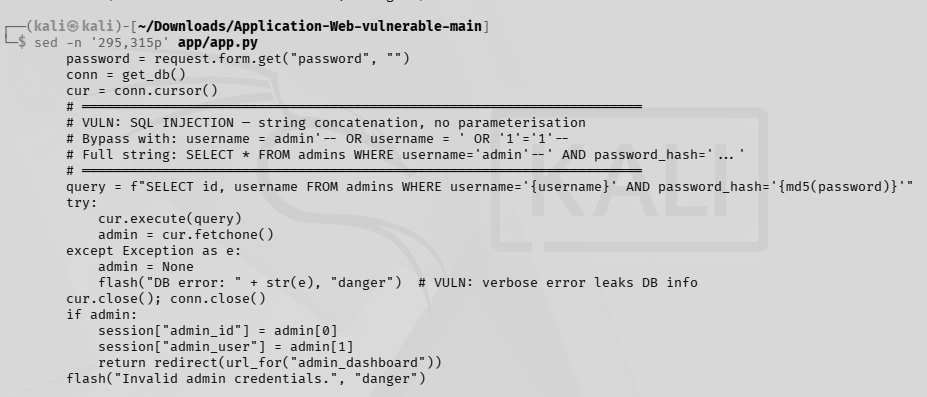 ┌──(kali㉿kali)-[~/Downloads/Application-Web-vulnerable-main]
└─$ sed -n '295,315p' app/app.py
        password = request.form.get("password", "")
        conn = get_db()
        cur = conn.cursor()
        # ══════════════════════════════════════════════════════════════════════
        # VULN: SQL INJECTION — string concatenation, no parameterisation
        # Bypass with: username = admin'-- OR username = ' OR '1'='1'--
        # Full string: SELECT * FROM admins WHERE username='admin'--' AND password_hash='...'
        # ══════════════════════════════════════════════════════════════════════
        query = f"SELECT id, username FROM admins WHERE username='{username}' AND password_hash='{md5(password)}'"
        try:
            cur.execute(query)
            admin = cur.fetchone()
        except Exception as e:
            admin = None
            flash("DB error: " + str(e), "danger")  # VULN: verbose error leaks DB info
        cur.close(); conn.close()
        if admin:
            session["admin_id"] = admin[0]
            session["admin_user"] = admin[1]
            return redirect(url_for("admin_dashboard"))
        flash("Invalid admin credentials.", "danger")
KALI